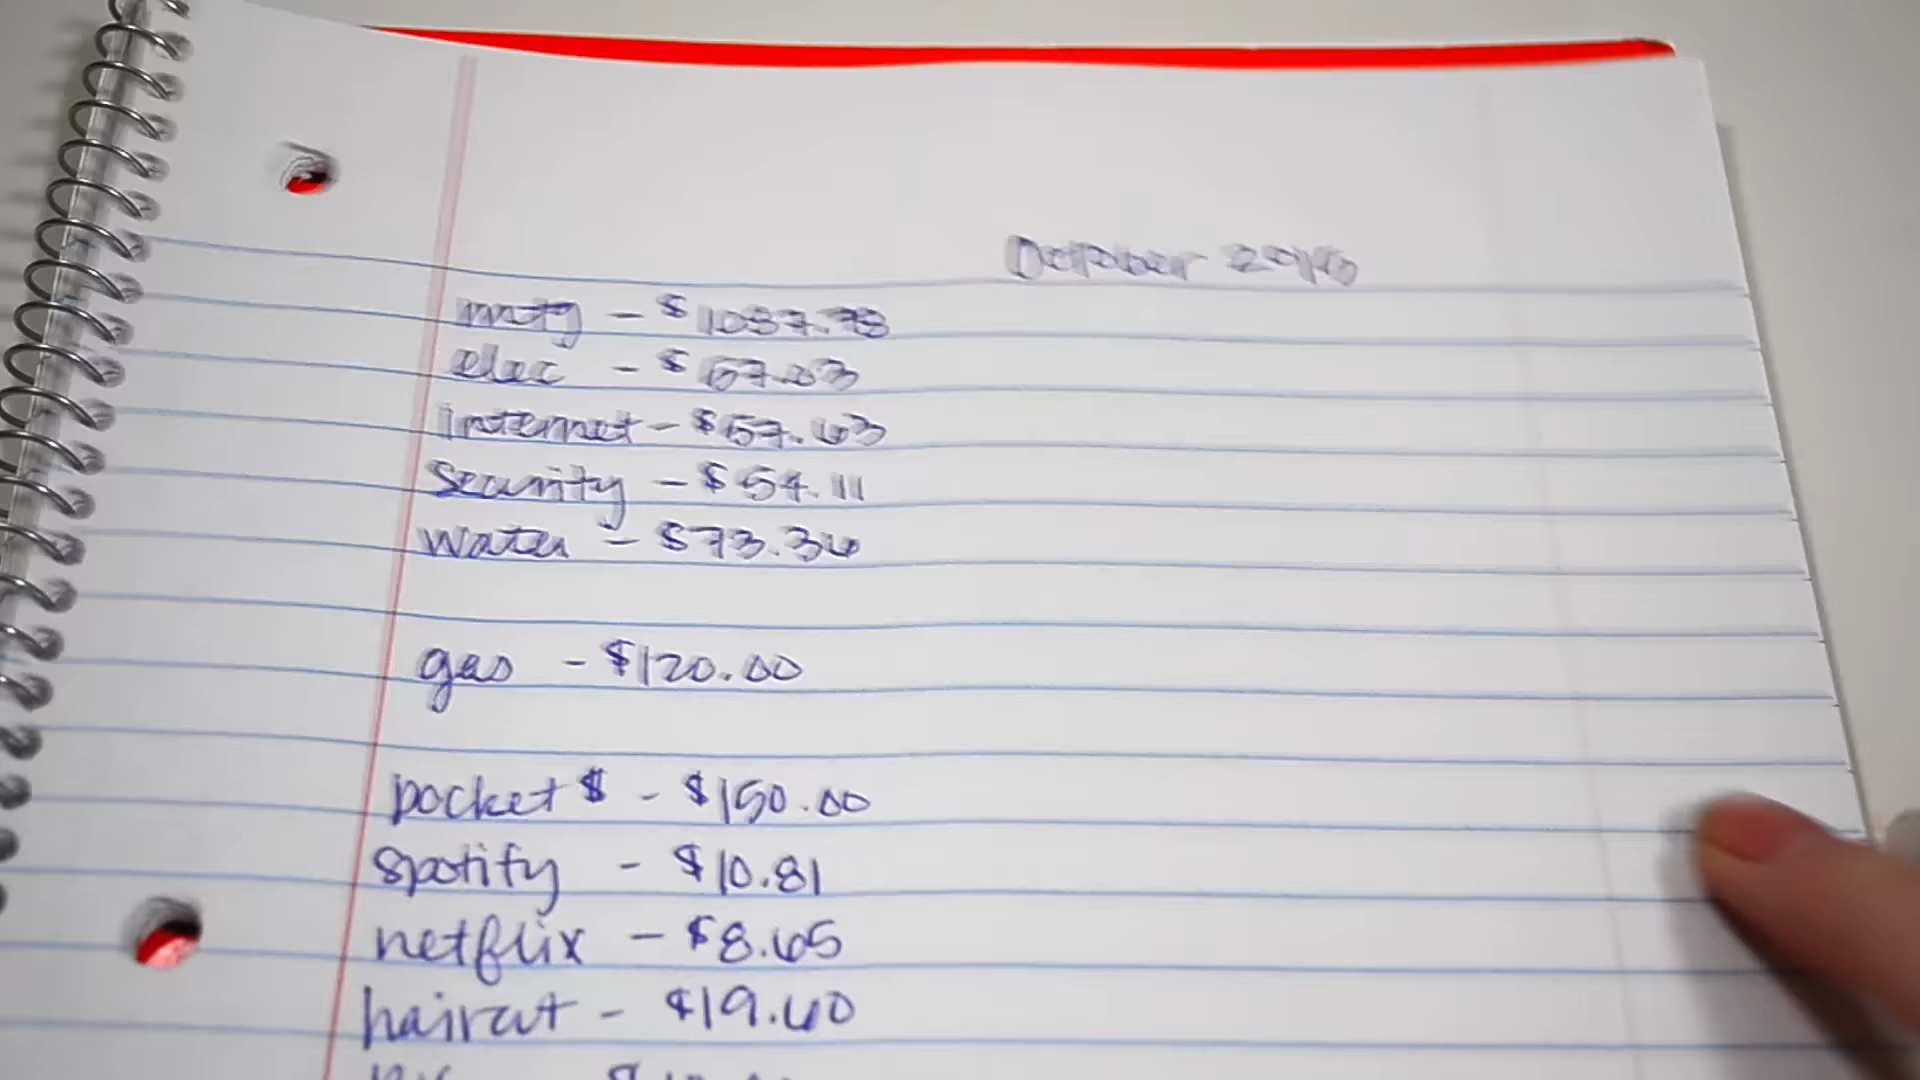 October 2016
mtg - $1087.78
elec - $67.03
internet - $57.63
security - $54.11
water - $73.36
gas - $120.00
pocket $ - $150.00
spotify - $10.81
netflix - $8.65
haircut - $19.60